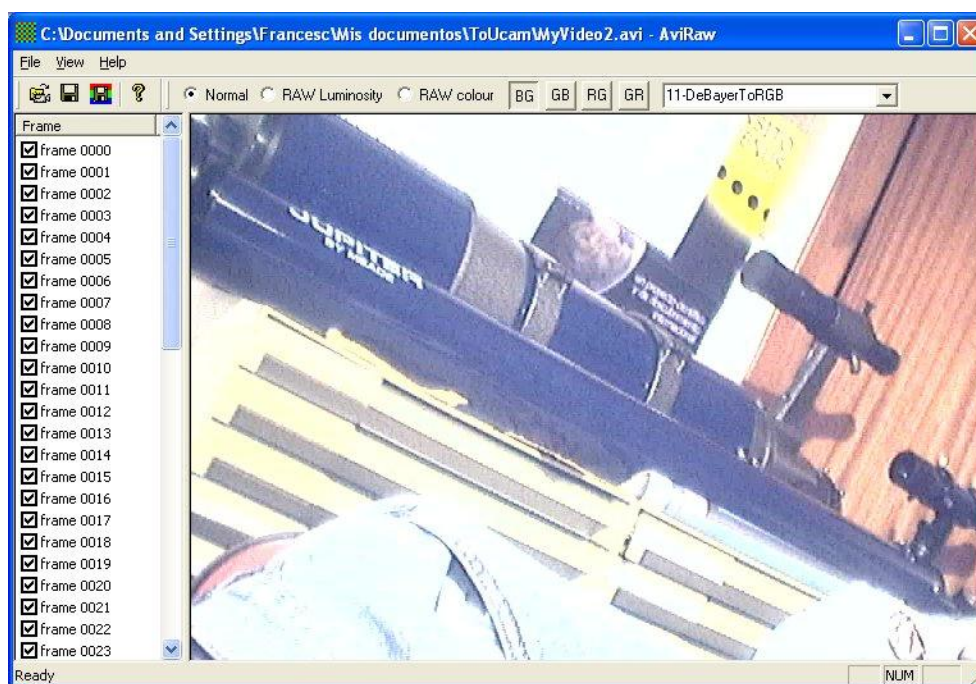 C:\Documents and Settings\Francesc\Mis documentos\ToUcam\MyVideo2.avi - AviRaw
File View Help
Normal RAW Luminosity RAW colour BG GB RG GR 11-DeBayerToRGB
Frame
frame 0000
frame 0001
frame 0002
frame 0003
frame 0004
frame 0005
frame 0006
frame 0007
frame 0008
frame 0009
frame 0010
frame 0011
frame 0012
frame 0013
frame 0014
frame 0015
frame 0016
frame 0017
frame 0018
frame 0019
frame 0020
frame 0021
frame 0022
frame 0023
JUPITER
BY MEADE
Ready NUM